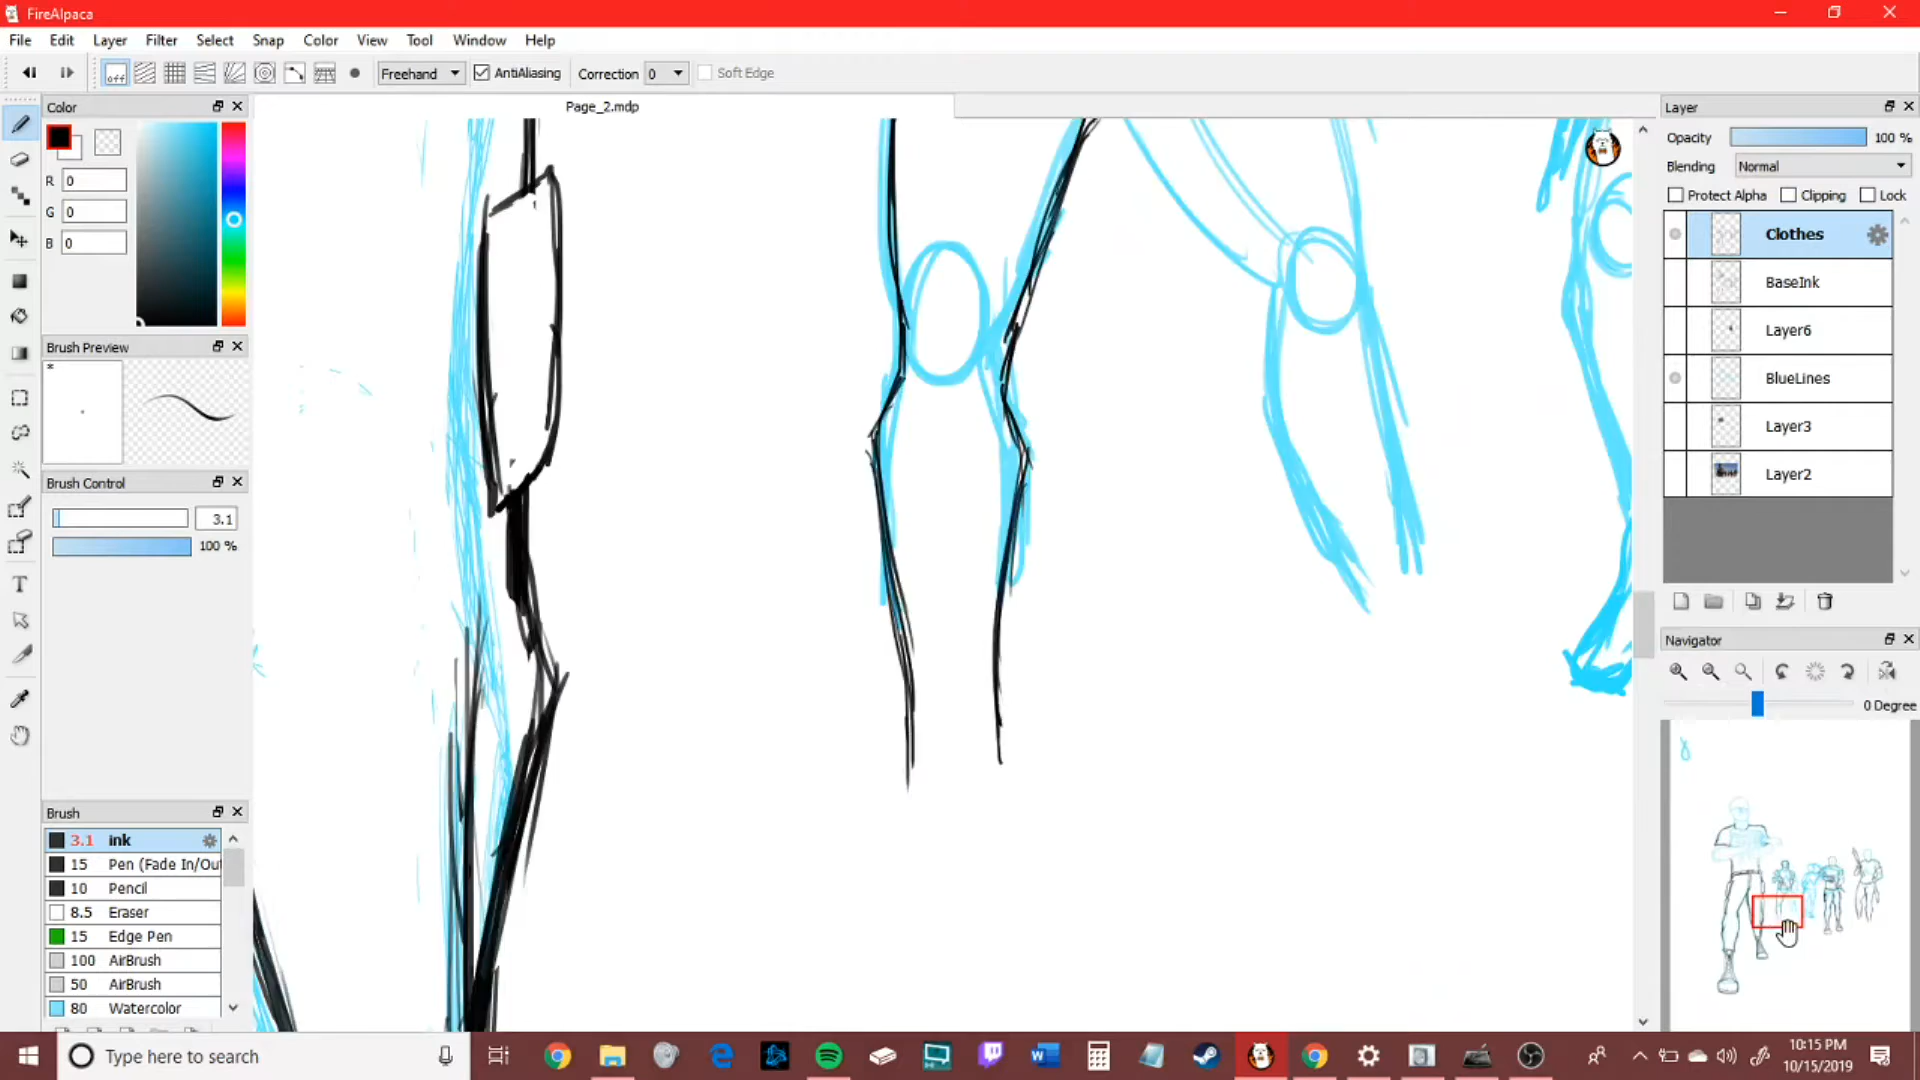 FireAlpaca
File Edit Layer Filter Select Snap Color View Tool Window Help
off Freehand AntiAliasing Correction 0 Soft Edge
Color
Page_2.mdp
Layer
R 0
G 0
B 0
Opacity 100 %
Blending Normal
Protect Alpha Clipping Lock
Clothes
BaseInk
Layer6
BlueLines
Layer3
Layer2
Brush Preview
*
Brush Control
3.1
100 %
T
Navigator
0 Degree
Brush
3.1 ink
15 Pen (Fade In/Ou
10 Pencil
8.5 Eraser
15 Edge Pen
100 AirBrush
50 AirBrush
80 Watercolor
Type here to search
10:15 PM
10/15/2019